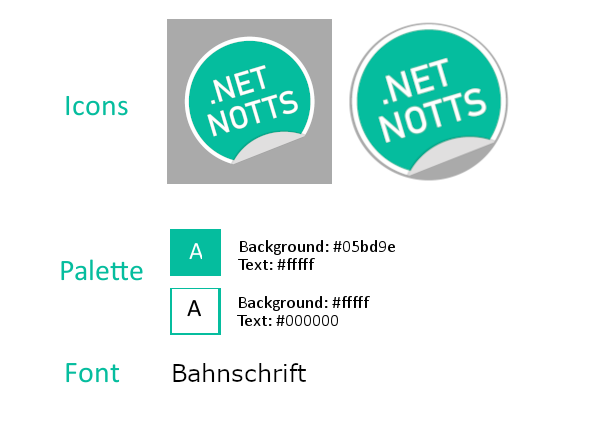 Icons
.NET
NOTTS
.NET
NOTTS
Palette
A
Background: #05bd9e
Text: #fffff
A
Background: #fffff
Text: #000000
Font
Bahnschrift